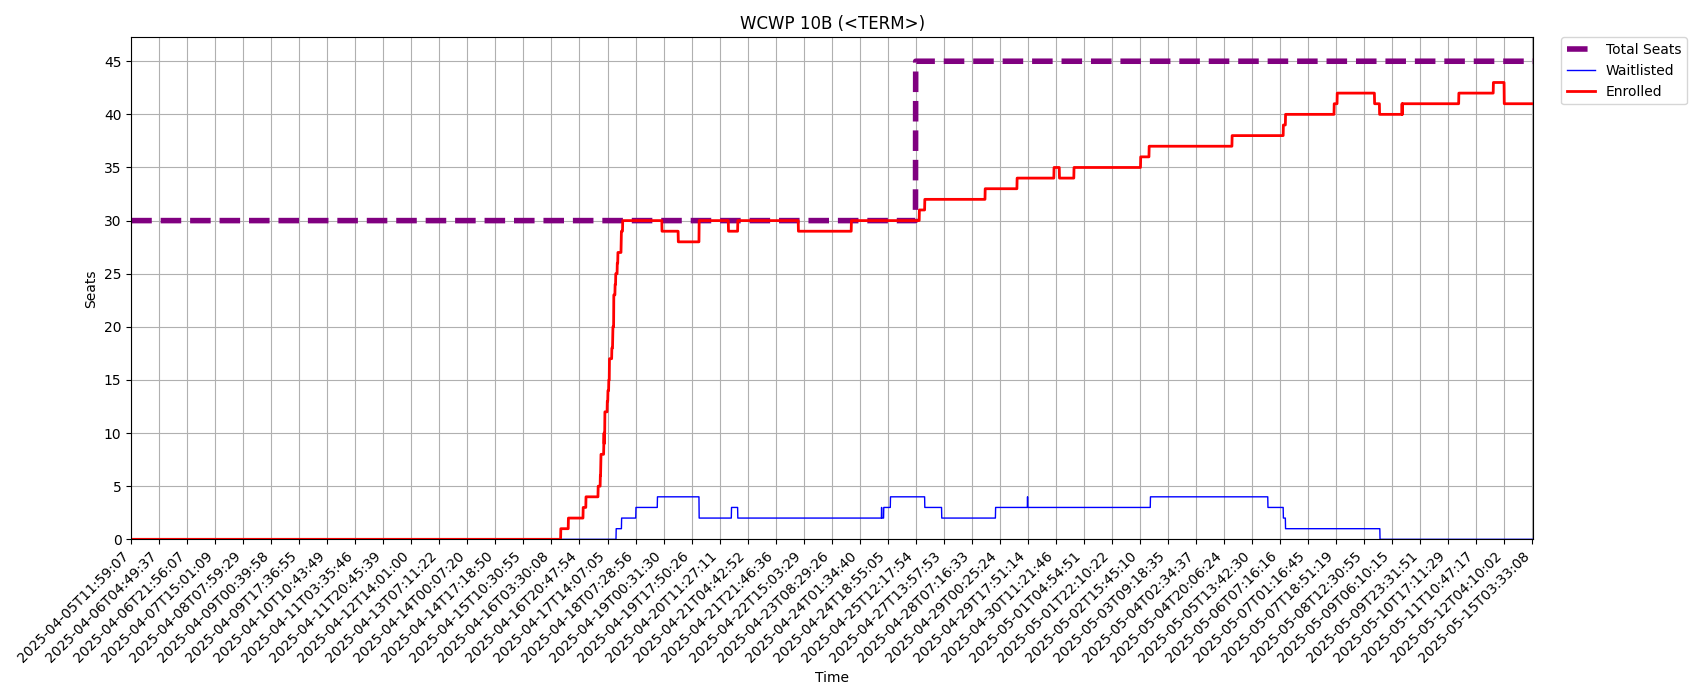 WCWP 10B (<TERM>)
Total Seats
Waitlisted
Enrolled
Seats
45
40
35
30
25
20
15
10
5
0
2025-04-05T11:59:07
2025-04-06T04:49:37
2025-04-06T21:56:07
2025-04-07T15:01:09
2025-04-08T07:59:29
2025-04-09T00:39:58
2025-04-09T17:36:55
2025-04-10T10:43:49
2025-04-11T03:35:46
2025-04-11T20:45:39
2025-04-12T14:01:00
2025-04-13T07:11:22
2025-04-14T00:07:20
2025-04-14T17:18:50
2025-04-15T10:30:55
2025-04-16T03:30:08
2025-04-16T20:47:54
2025-04-17T14:07:05
2025-04-18T07:28:56
2025-04-19T00:31:30
2025-04-19T17:50:26
2025-04-20T11:27:11
2025-04-21T04:42:52
2025-04-21T21:46:36
2025-04-22T15:03:29
2025-04-23T08:29:26
2025-04-24T01:34:40
2025-04-24T18:55:05
2025-04-25T12:17:54
2025-04-27T13:57:53
2025-04-28T07:16:33
2025-04-29T00:25:24
2025-04-29T17:51:14
2025-04-30T11:21:46
2025-05-01T04:54:51
2025-05-01T22:10:22
2025-05-02T15:45:10
2025-05-03T09:18:35
2025-05-04T02:34:37
2025-05-04T20:06:24
2025-05-05T13:42:30
2025-05-06T07:16:16
2025-05-07T01:16:45
2025-05-07T18:51:19
2025-05-08T12:30:55
2025-05-09T06:10:15
2025-05-09T23:31:51
2025-05-10T17:11:29
2025-05-11T10:47:17
2025-05-12T04:10:02
2025-05-15T03:33:08
Time